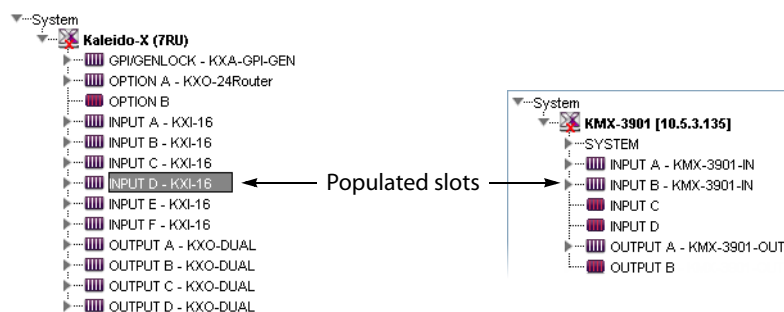 System
Kaleido-X (7RU)
GPI/GENLOCK - KXA-GPI-GEN
OPTION A - KXO-24Router
OPTION B
INPUT A - KXI-16
INPUT B - KXI-16
INPUT C - KXI-16
INPUT D - KXI-16
INPUT E - KXI-16
INPUT F - KXI-16
OUTPUT A - KXO-DUAL
OUTPUT B - KXO-DUAL
OUTPUT C - KXO-DUAL
OUTPUT D - KXO-DUAL
Populated slots
System
KMX-3901 [10.5.3.135]
SYSTEM
INPUT A - KMX-3901-IN
INPUT B - KMX-3901-IN
INPUT C
INPUT D
OUTPUT A - KMX-3901-OUT
OUTPUT B